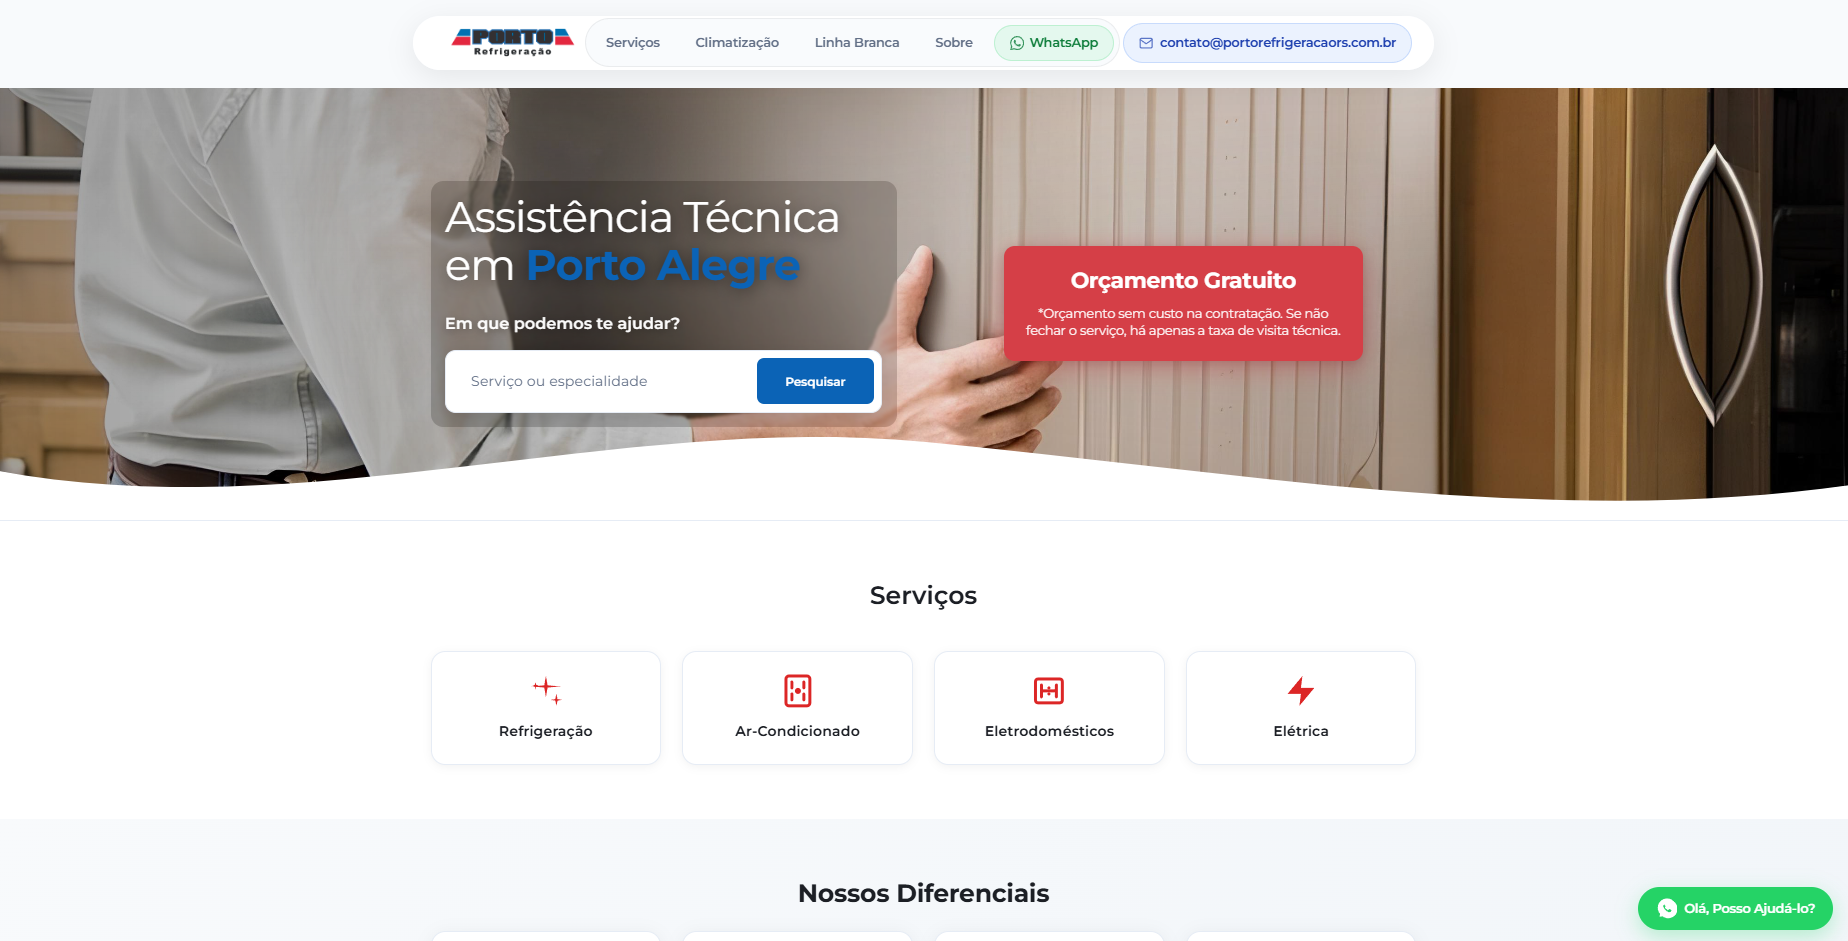 PORTO
Refrigeração
Serviços
Climatização
Linha Branca
Sobre
WhatsApp
contato@portorefrigeracaors.com.br
Assistência Técnica
em Porto Alegre
Em que podemos te ajudar?
Serviço ou especialidade
Pesquisar
Orçamento Gratuito
*Orçamento sem custo na contratação. Se não
fechar o serviço, há apenas a taxa de visita técnica.
Serviços
Refrigeração
Ar-Condicionado
Eletrodomésticos
Elétrica
Nossos Diferenciais
Olá, Posso Ajudá-lo?